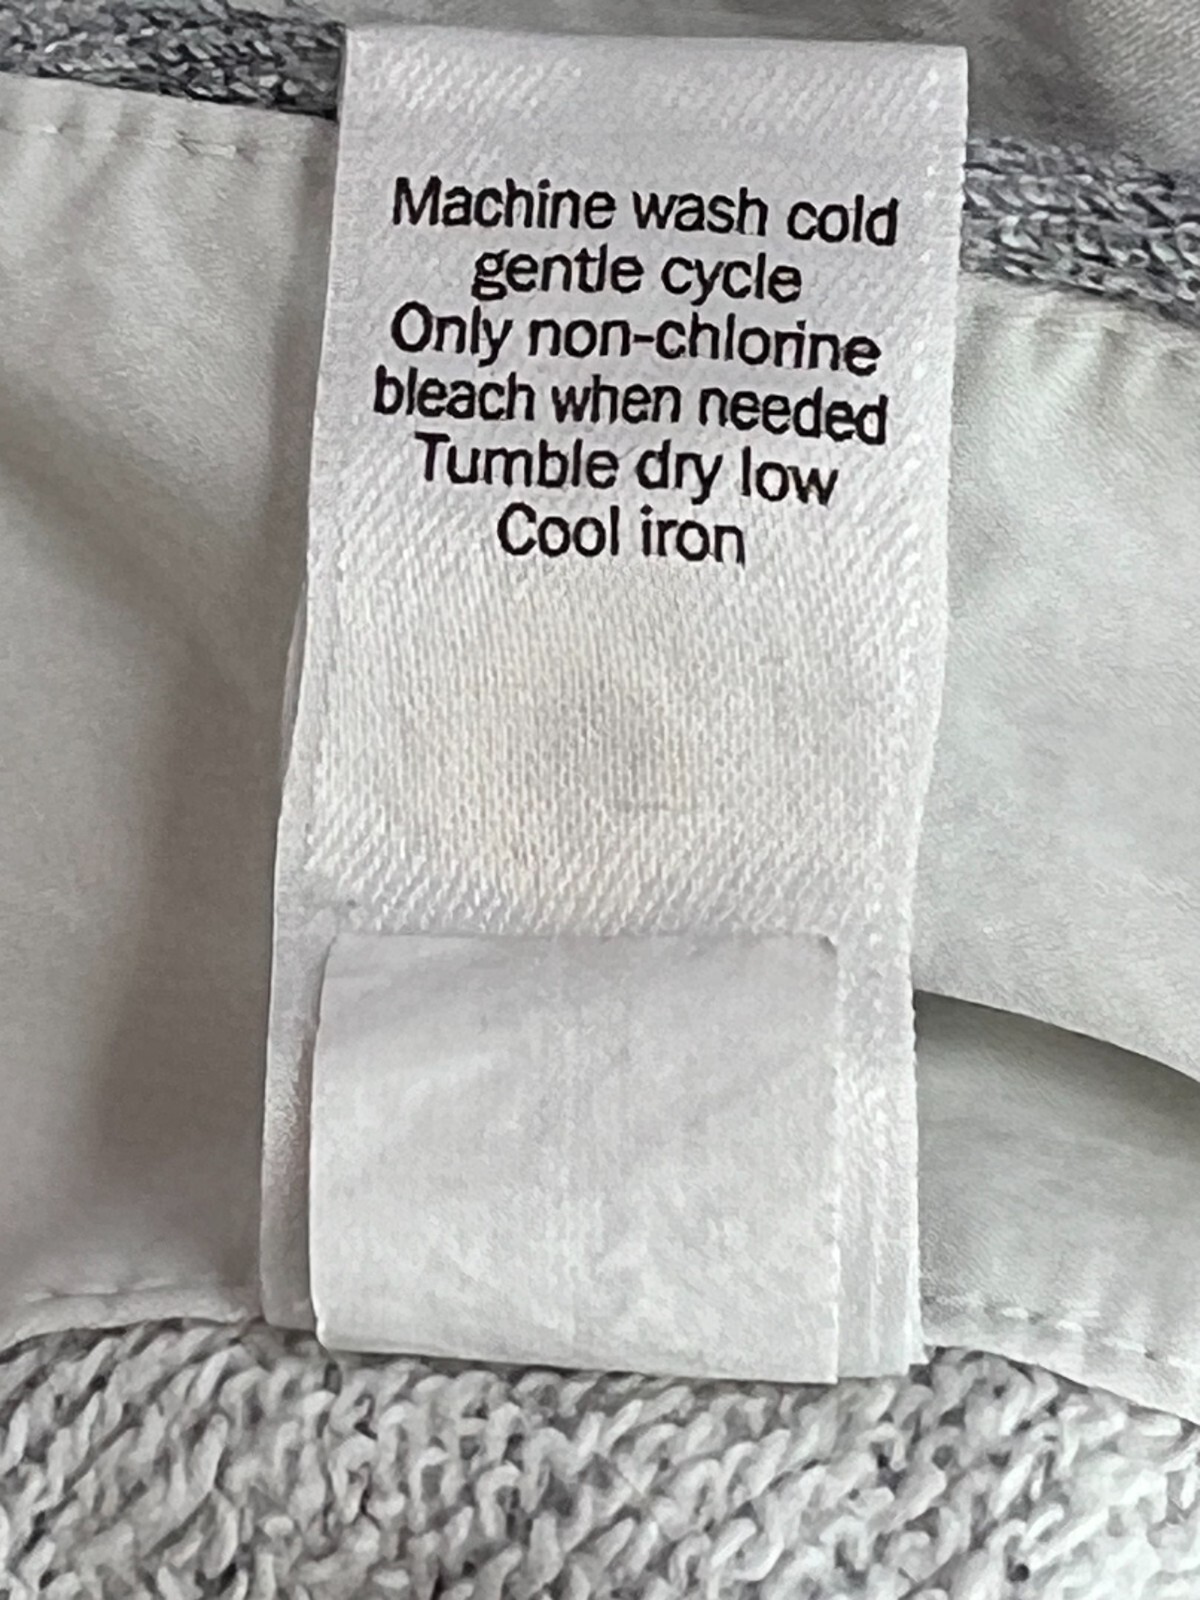 Machine wash cold
gentle cycle
Only non-chlorine
bleach when needed
Tumble dry low
Cool iron